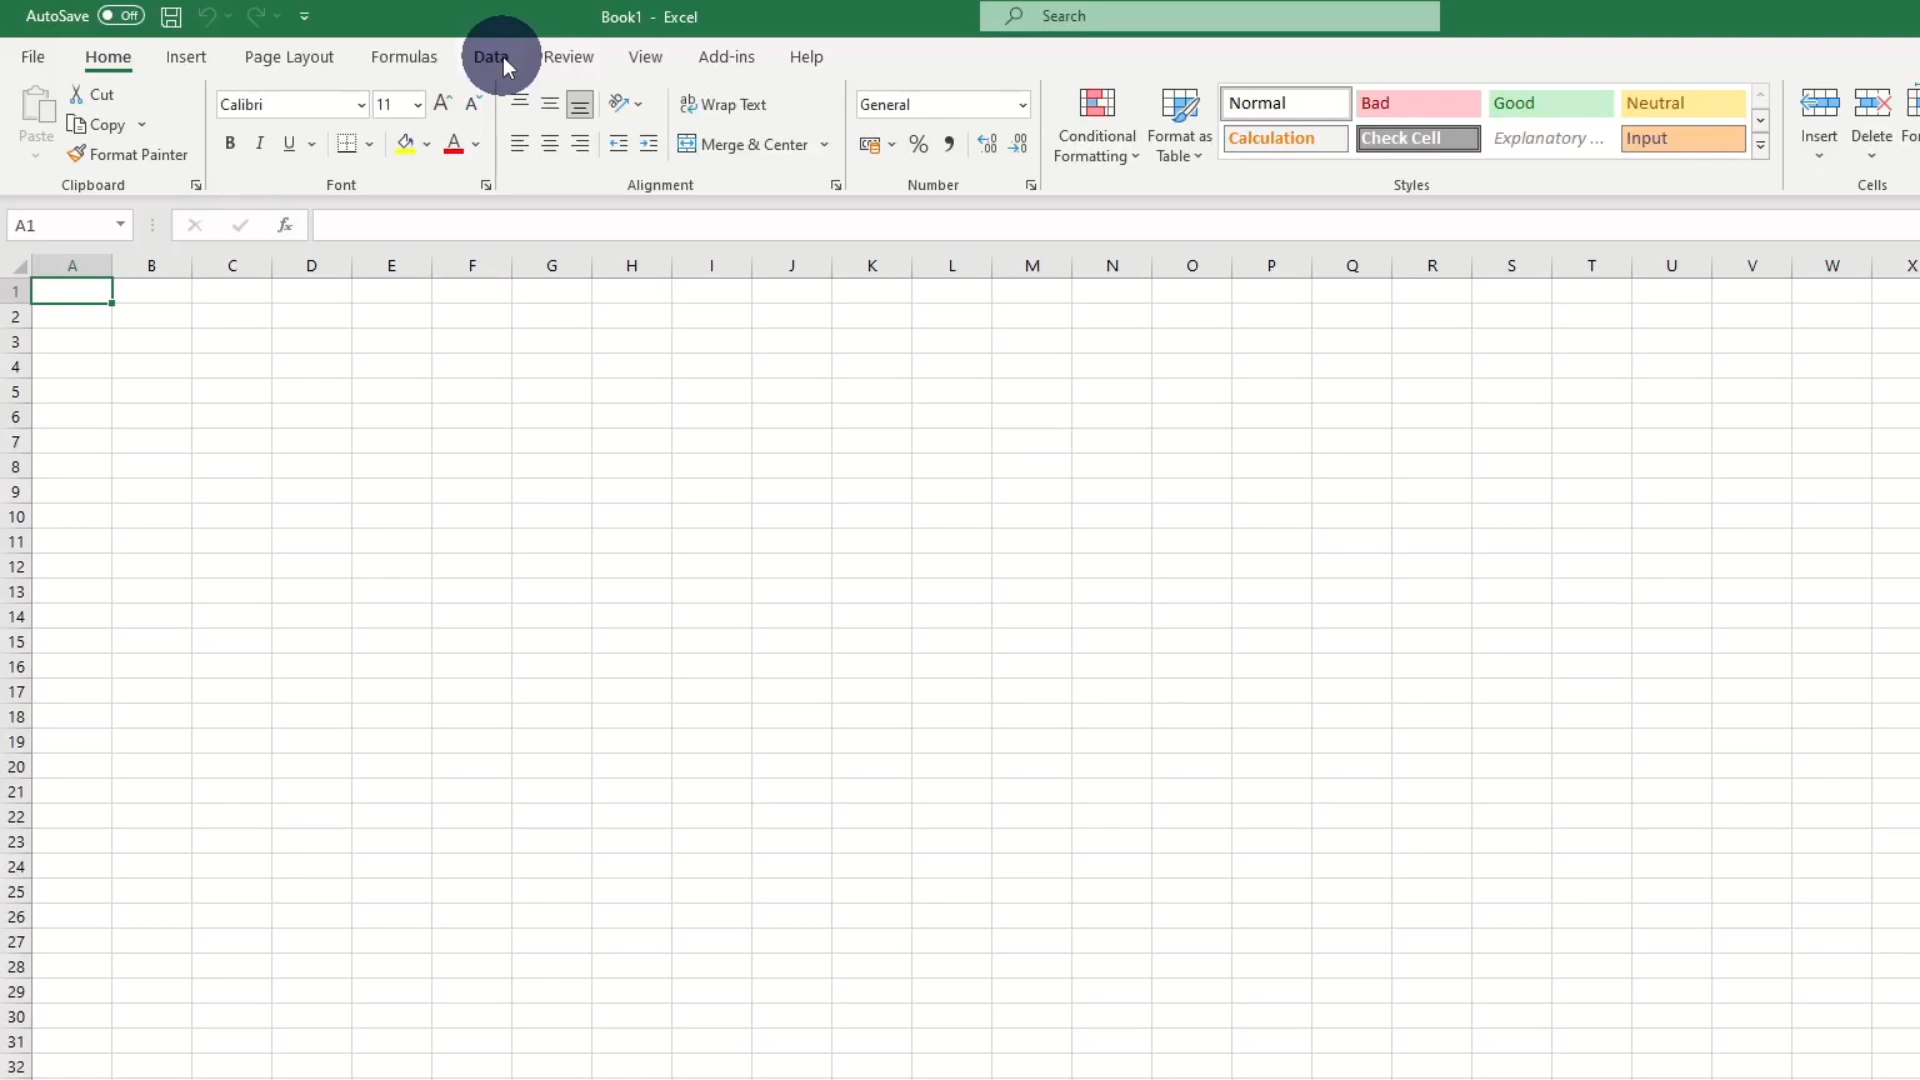 AutoSave Off Book1 - Excel Search
File Home Insert Page Layout Formulas Data Review View Add-ins Help
Paste Cut Copy Format Painter
Clipboard
Calibri 11 A A
B I U A
Font
ab Wrap Text
Merge & Center
Alignment
General
% 
Number
Conditional Formatting
Format as Table
Normal Bad Good Neutral
Calculation Check Cell Explanatory ... Input
Styles
Insert Delete
Cells
A1 fx
A B C D E F G H I J K L M N O P Q R S T U V W X
1
2
3
4
5
6
7
8
9
10
11
12
13
14
15
16
17
18
19
20
21
22
23
24
25
26
27
28
29
30
31
32